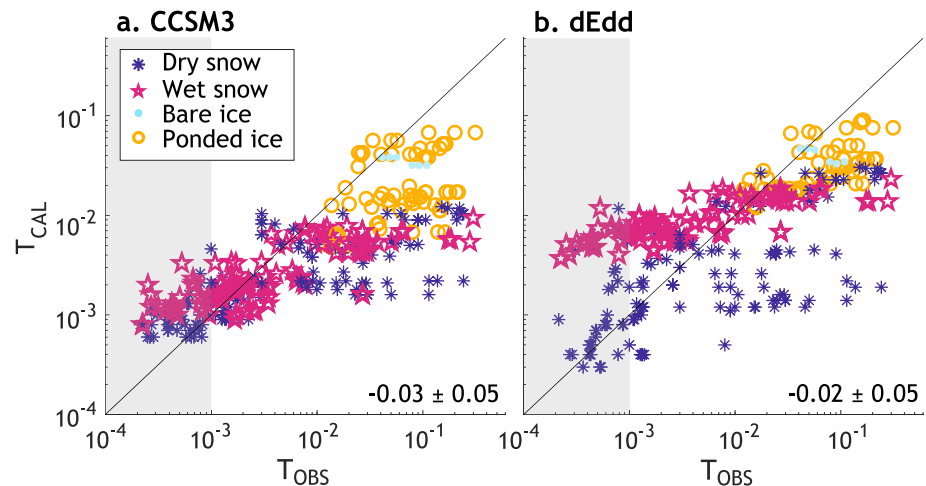 a. CCSM3
b. dEdd
Dry snow
Wet snow
Bare ice
Ponded ice
10⁻¹
10⁻²
10⁻³
10⁻⁴
T_CAL
-0.03 ± 0.05
-0.02 ± 0.05
10⁻⁴ 10⁻³ 10⁻² 10⁻¹
10⁻⁴ 10⁻³ 10⁻² 10⁻¹
T_OBS
T_OBS